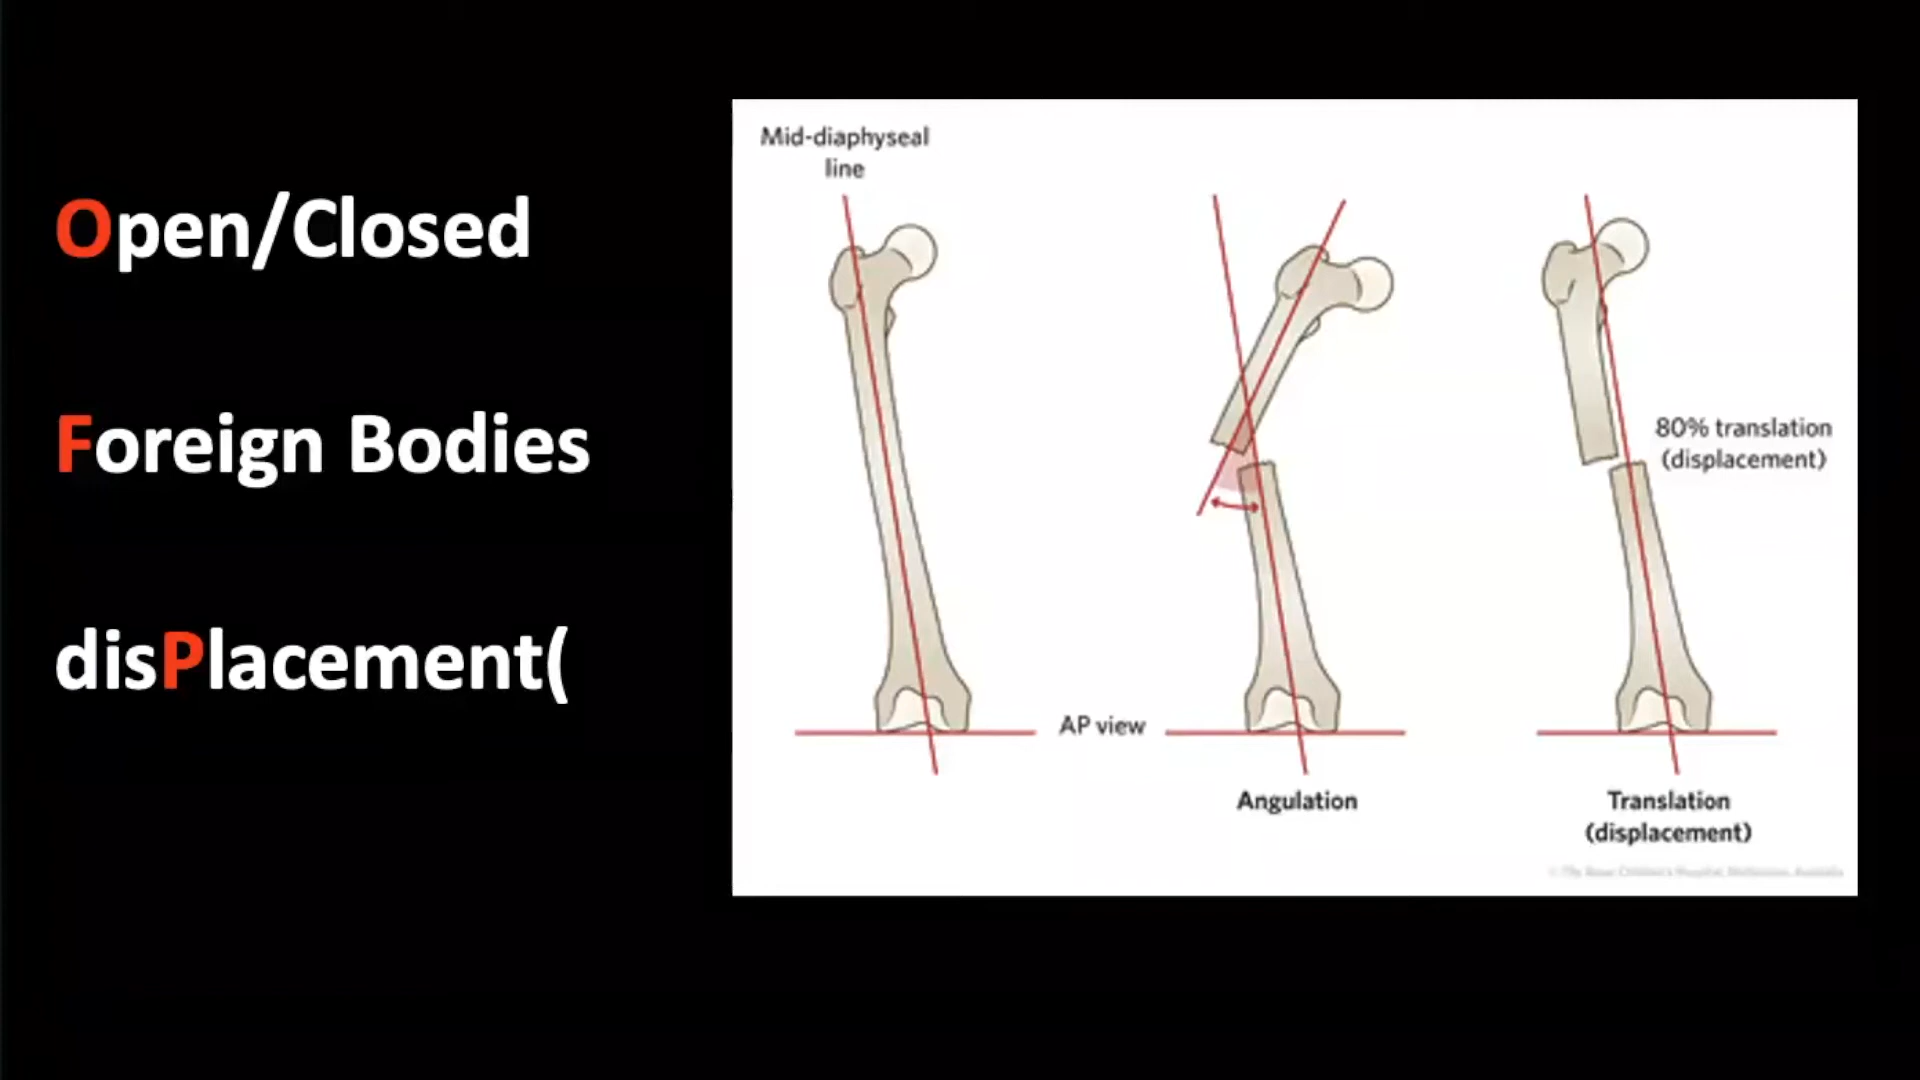 Open/Closed
Foreign Bodies
disPlacement(
Mid-diaphyseal
line
80% translation
(displacement)
AP view
Angulation
Translation
(displacement)